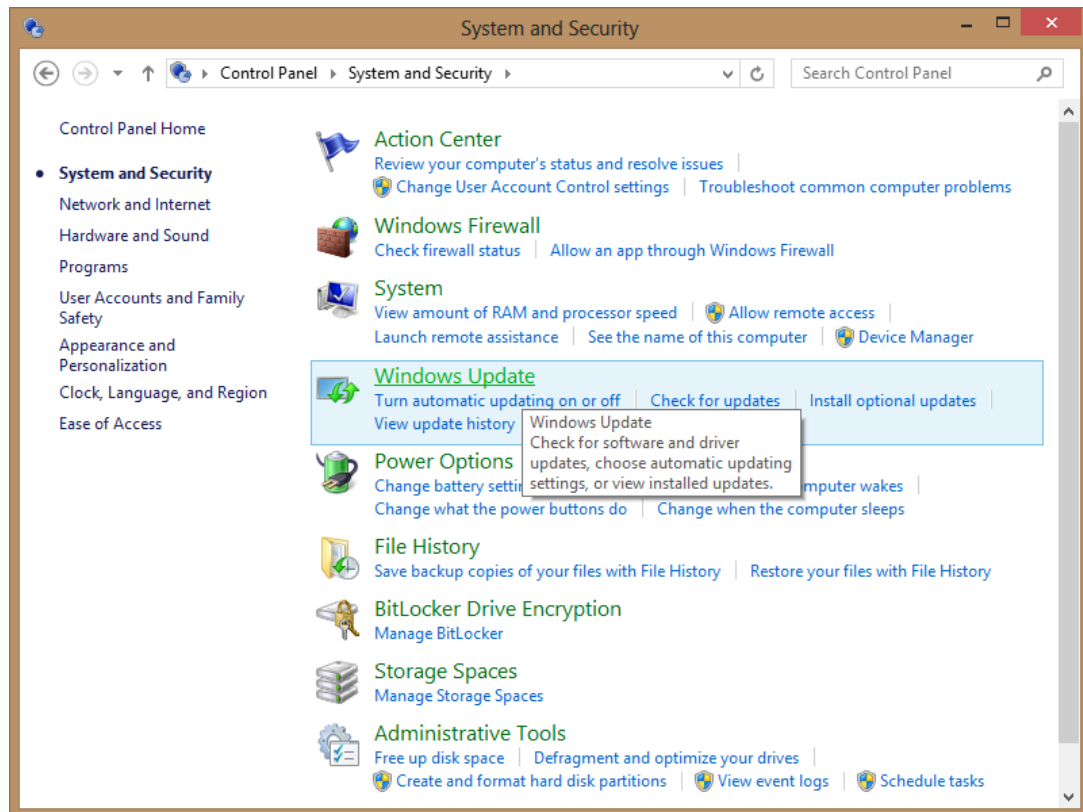 System and Security
Control Panel System and Security
Search Control Panel
Control Panel Home
System and Security
Network and Internet
Hardware and Sound
Programs
User Accounts and Family
Safety
Appearance and
Personalization
Clock, Language, and Region
Ease of Access
Action Center
Review your computer's status and resolve issues
Change User Account Control settings Troubleshoot common computer problems
Windows Firewall
Check firewall status Allow an app through Windows Firewall
System
View amount of RAM and processor speed Allow remote access
Launch remote assistance See the name of this computer Device Manager
Windows Update
Turn automatic updating on or off Check for updates Install optional updates
View update history
Windows Update
Check for software and driver
updates, choose automatic updating
settings, or view installed updates.
Power Options
Change battery wakes
Change what the power buttons do Change when the computer sleeps
File History
Save backup copies of your files with File History Restore your files with File History
BitLocker Drive Encryption
Manage BitLocker
Storage Spaces
Manage Storage Spaces
Administrative Tools
Free up disk space Defragment and optimize your drives
Create and format hard disk partitions View event logs Schedule tasks